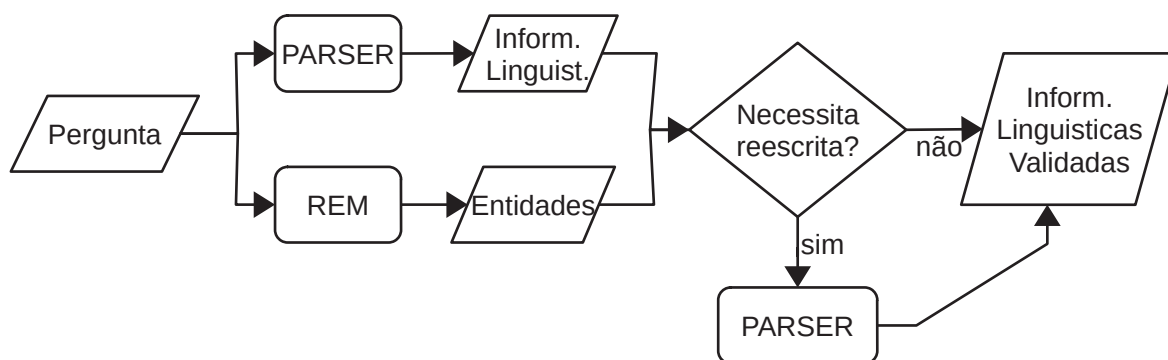 Pergunta
PARSER
Inform.
Linguist.
REM
Entidades
Necessita
reescrita?
não
sim
PARSER
Inform.
Linguisticas
Validadas